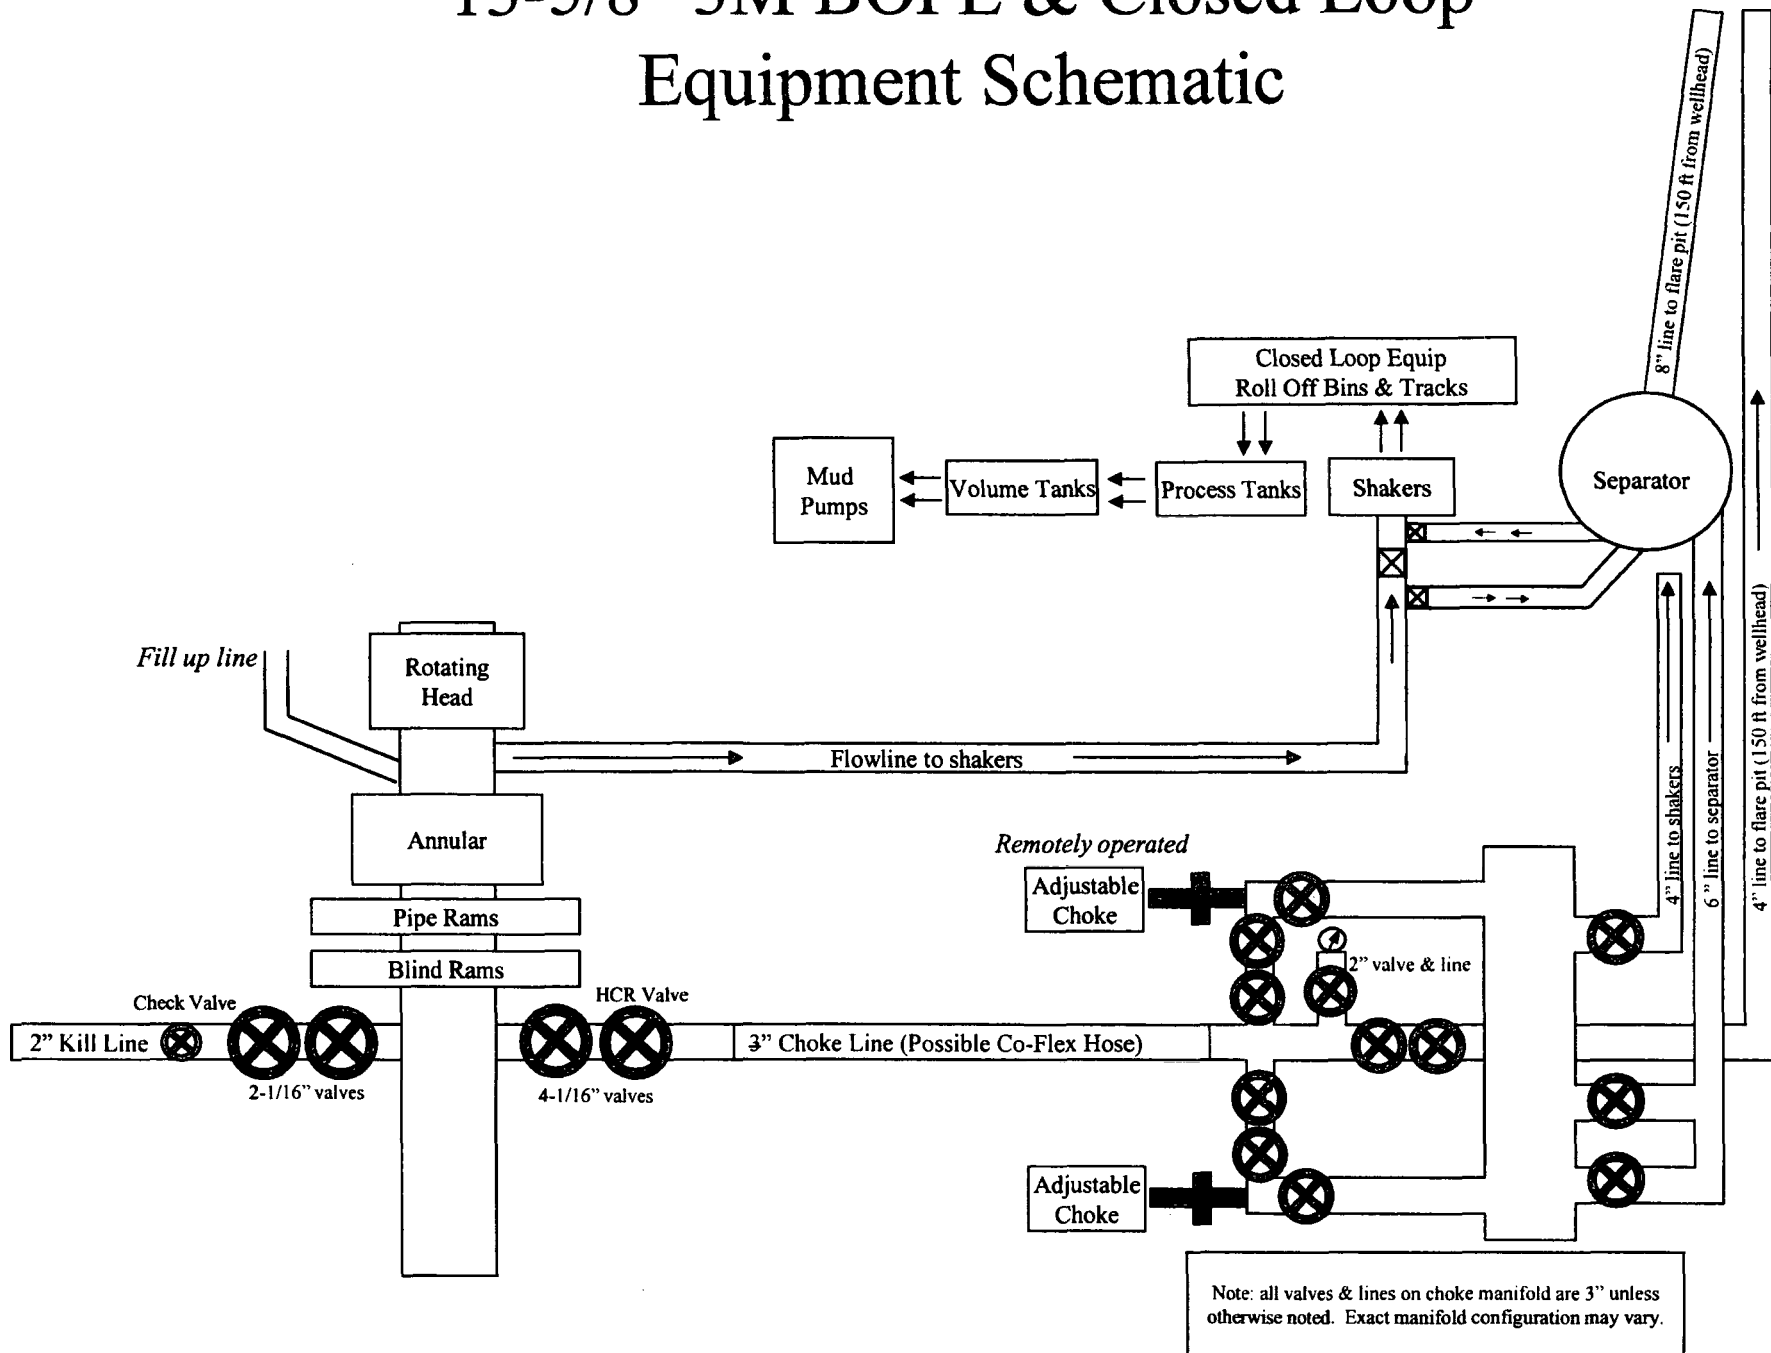 Equipment Schematic
8” line to flare pit (150 ft from wellhead)
Closed Loop Equip
Roll Off Bins & Tracks
Mud
Pumps
Volume Tanks
Process Tanks
Shakers
Separator
Fill up line
Rotating
Head
Flowline to shakers
Annular
Pipe Rams
Blind Rams
Check Valve
HCR Valve
2” Kill Line
3” Choke Line (Possible Co-Flex Hose)
2-1/16” valves
4-1/16” valves
Remotely operated
Adjustable
Choke
2” valve & line
Adjustable
Choke
4” line to shakers
6” line to separator
4” line to flare pit (150 ft from wellhead)
Note: all valves & lines on choke manifold are 3” unless
otherwise noted. Exact manifold configuration may vary.